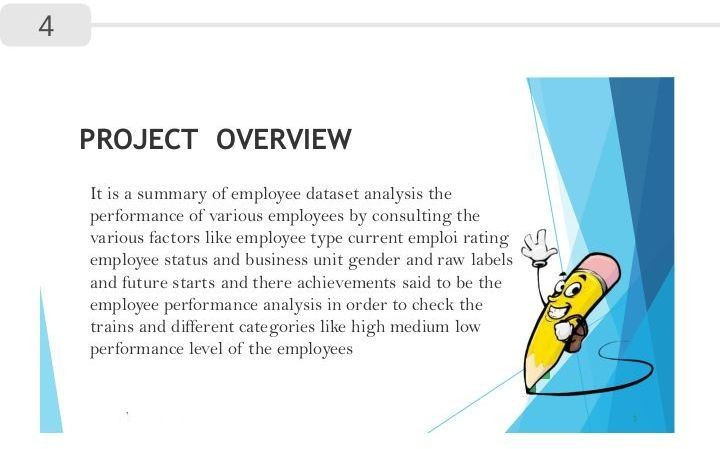 4
PROJECT OVERVIEW
It is a summary of employee dataset analysis the
performance of various employees by consulting the
various factors like employee type current emploi rating
employee status and business unit gender and raw labels
and future starts and there achievements said to be the
employee performance analysis in order to check the
trains and different categories like high medium low
performance level of the employees